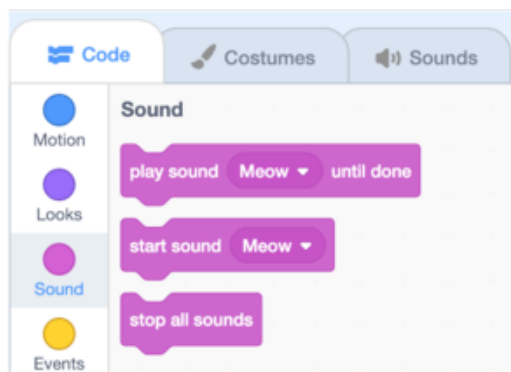 Code Costumes Sounds
Motion
Looks
Sound
Events
Sound
play sound Meow until done
start sound Meow
stop all sounds